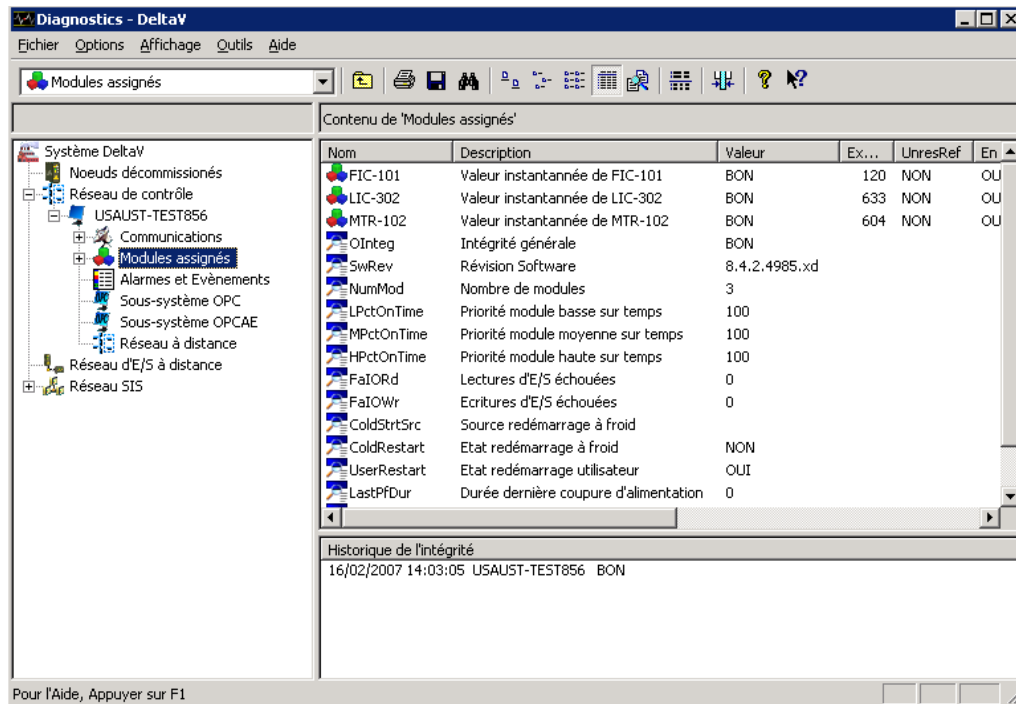 Diagnostics - DeltaV
Fichier Options Affichage Outils Aide
Modules assignés
Contenu de 'Modules assignés'
Système DeltaV
Noeuds décommissionés
Réseau de contrôle
USAUST-TEST856
Communications
Modules assignés
Alarmes et Evènements
Sous-système OPC
Sous-système OPCAE
Réseau à distance
Réseau d'E/S à distance
Réseau SIS
Nom Description Valeur Ex... UnresRef En
FIC-101 Valeur instantannée de FIC-101 BON 120 NON OU
LIC-302 Valeur instantannée de LIC-302 BON 633 NON OU
MTR-102 Valeur instantannée de MTR-102 BON 604 NON OU
OInteg Intégrité générale BON
SwRev Révision Software 8.4.2.4985.xd
NumMod Nombre de modules 3
LPctOnTime Priorité module basse sur temps 100
MPctOnTime Priorité module moyenne sur temps 100
HPctOnTime Priorité module haute sur temps 100
FaIORd Lectures d'E/S échouées 0
FaIOWr Ecritures d'E/S échouées 0
ColdStrtSrc Source redémarrage à froid
ColdRestart Etat redémarrage à froid NON
UserRestart Etat redémarrage utilisateur OUI
LastPfDur Durée dernière coupure d'alimentation 0
Historique de l'intégrité
16/02/2007 14:03:05 USAUST-TEST856 BON
Pour l'Aide, Appuyer sur F1